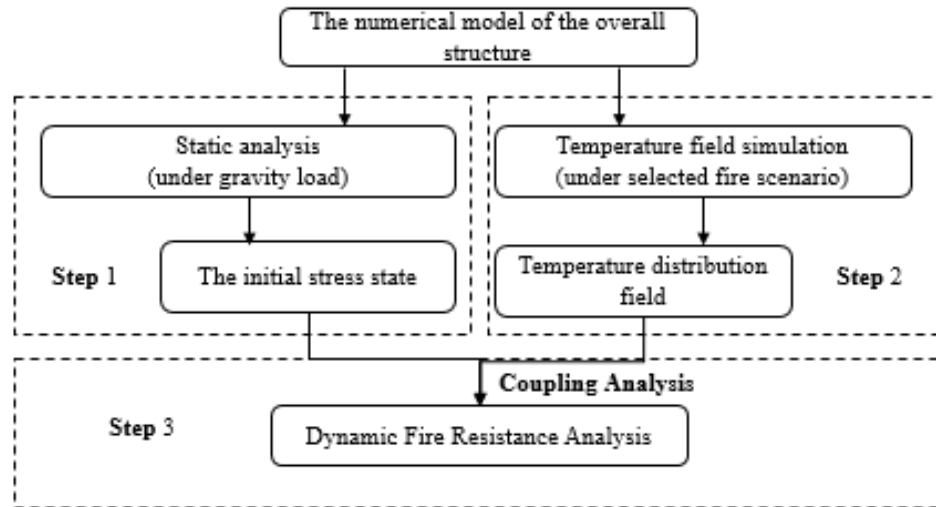 The numerical model of the overall
structure
Static analysis
(under gravity load)
Temperature field simulation
(under selected fire scenario)
Step 1
The initial stress state
Temperature distribution
field
Step 2
Coupling Analysis
Step 3
Dynamic Fire Resistance Analysis